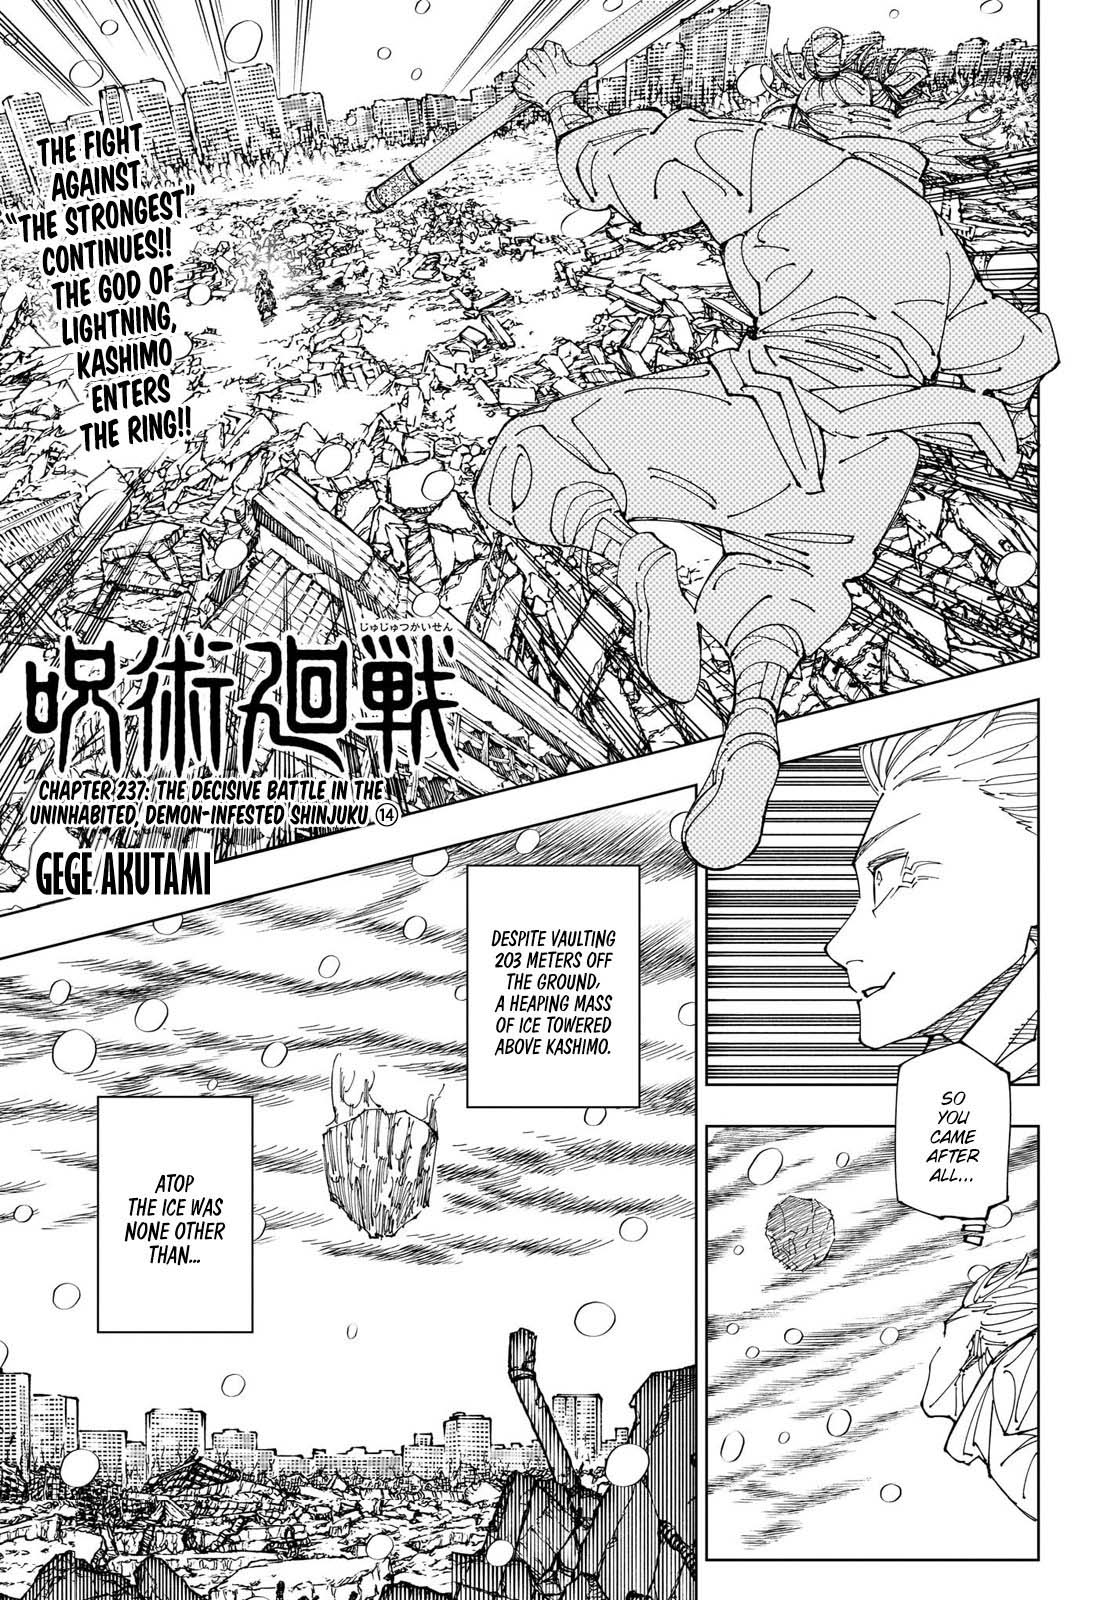 THE FIGHT
AGAINST
"THE STRONGEST"
CONTINUES!!
THE GOD OF
LIGHTNING,
KASHIMO
ENTERS
THE RING!!
じゅじゅつかいせん
呪術廻戦
CHAPTER 237: THE DECISIVE BATTLE IN THE
UNINHABITED, DEMON-INFESTED SHINJUKU ⑭
GEGE AKUTAMI
SO
YOU
CAME
AFTER
ALL...
DESPITE VAULTING
203 METERS OFF
THE GROUND,
A HEAPING MASS
OF ICE TOWERED
ABOVE KASHIMO.
ATOP
THE ICE WAS
NONE OTHER
THAN...